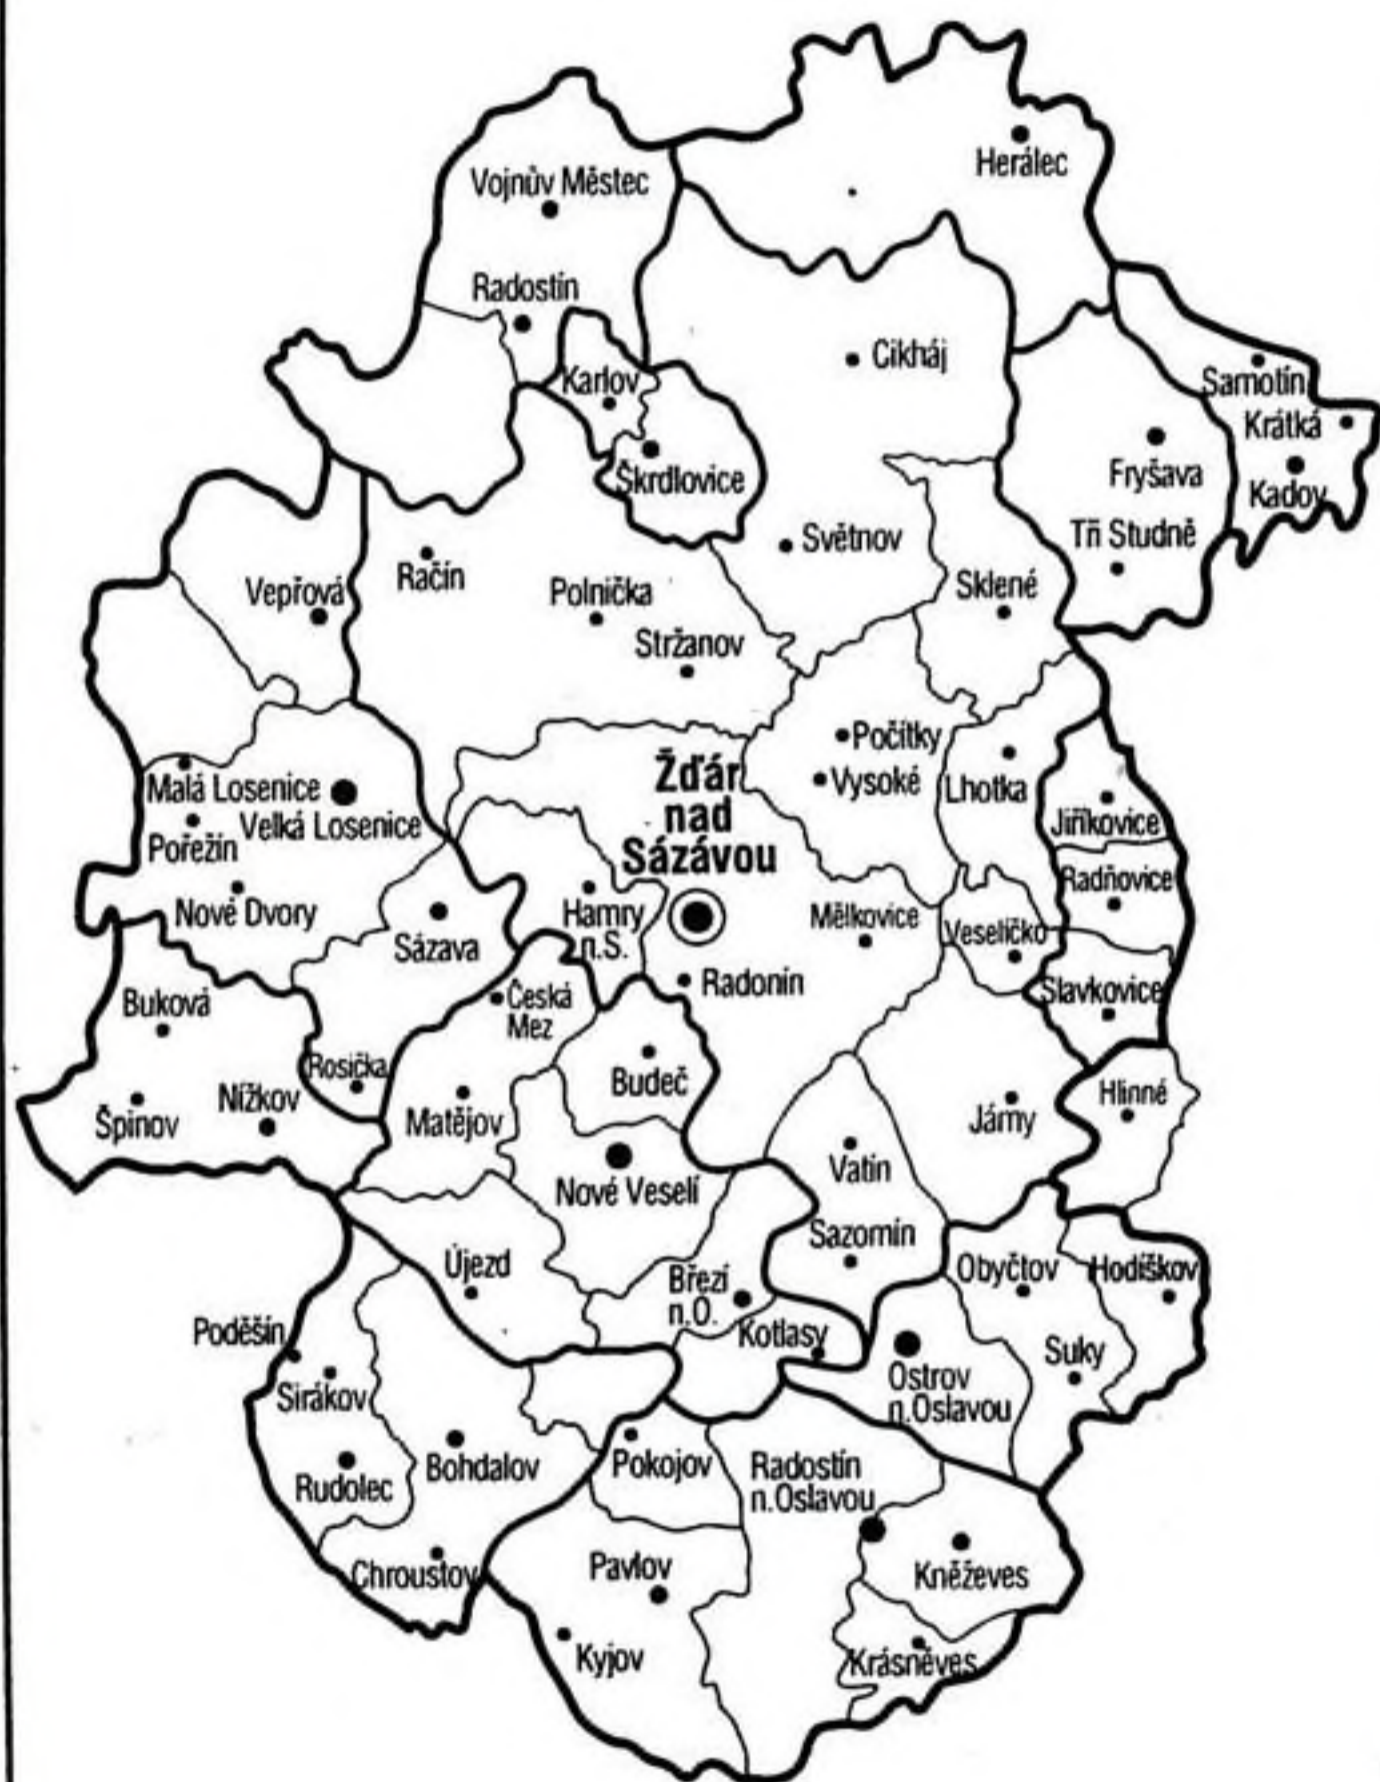 Herálec
Vojnův Městec
Radostín
Cikháj
Karlov
Samotín
Krátká
Škrdlovice
Fryšava
Kadov
Světnov
Tři Studně
Račín
Vepřová
Polnička
Sklené
Stržanov
Počítky
Žďár
nad
Sázavou
Vysoké
Lhotka
Malá Losenice
Velká Losenice
Pořežín
Jiříkovice
Radňovice
Nové Dvory
Sázava
Hamry
n.S.
Mělkovice
Veselíčko
Radonín
Slavkovice
Buková
Česká
Mez
Rosička
Budeč
Hlinné
Nížkov
Špinov
Matějov
Jámy
Vatín
Nové Veselí
Sazomín
Újezd
Březí
n.O.
Obyčtov
Hodíškov
Poděšín
Kotlasy
Suky
Sirákov
Ostrov
n.Oslavou
Bohdalov
Pokojov
Radostín
n.Oslavou
Rudolec
Chroustov
Pavlov
Kněževes
Kyjov
Krásněves